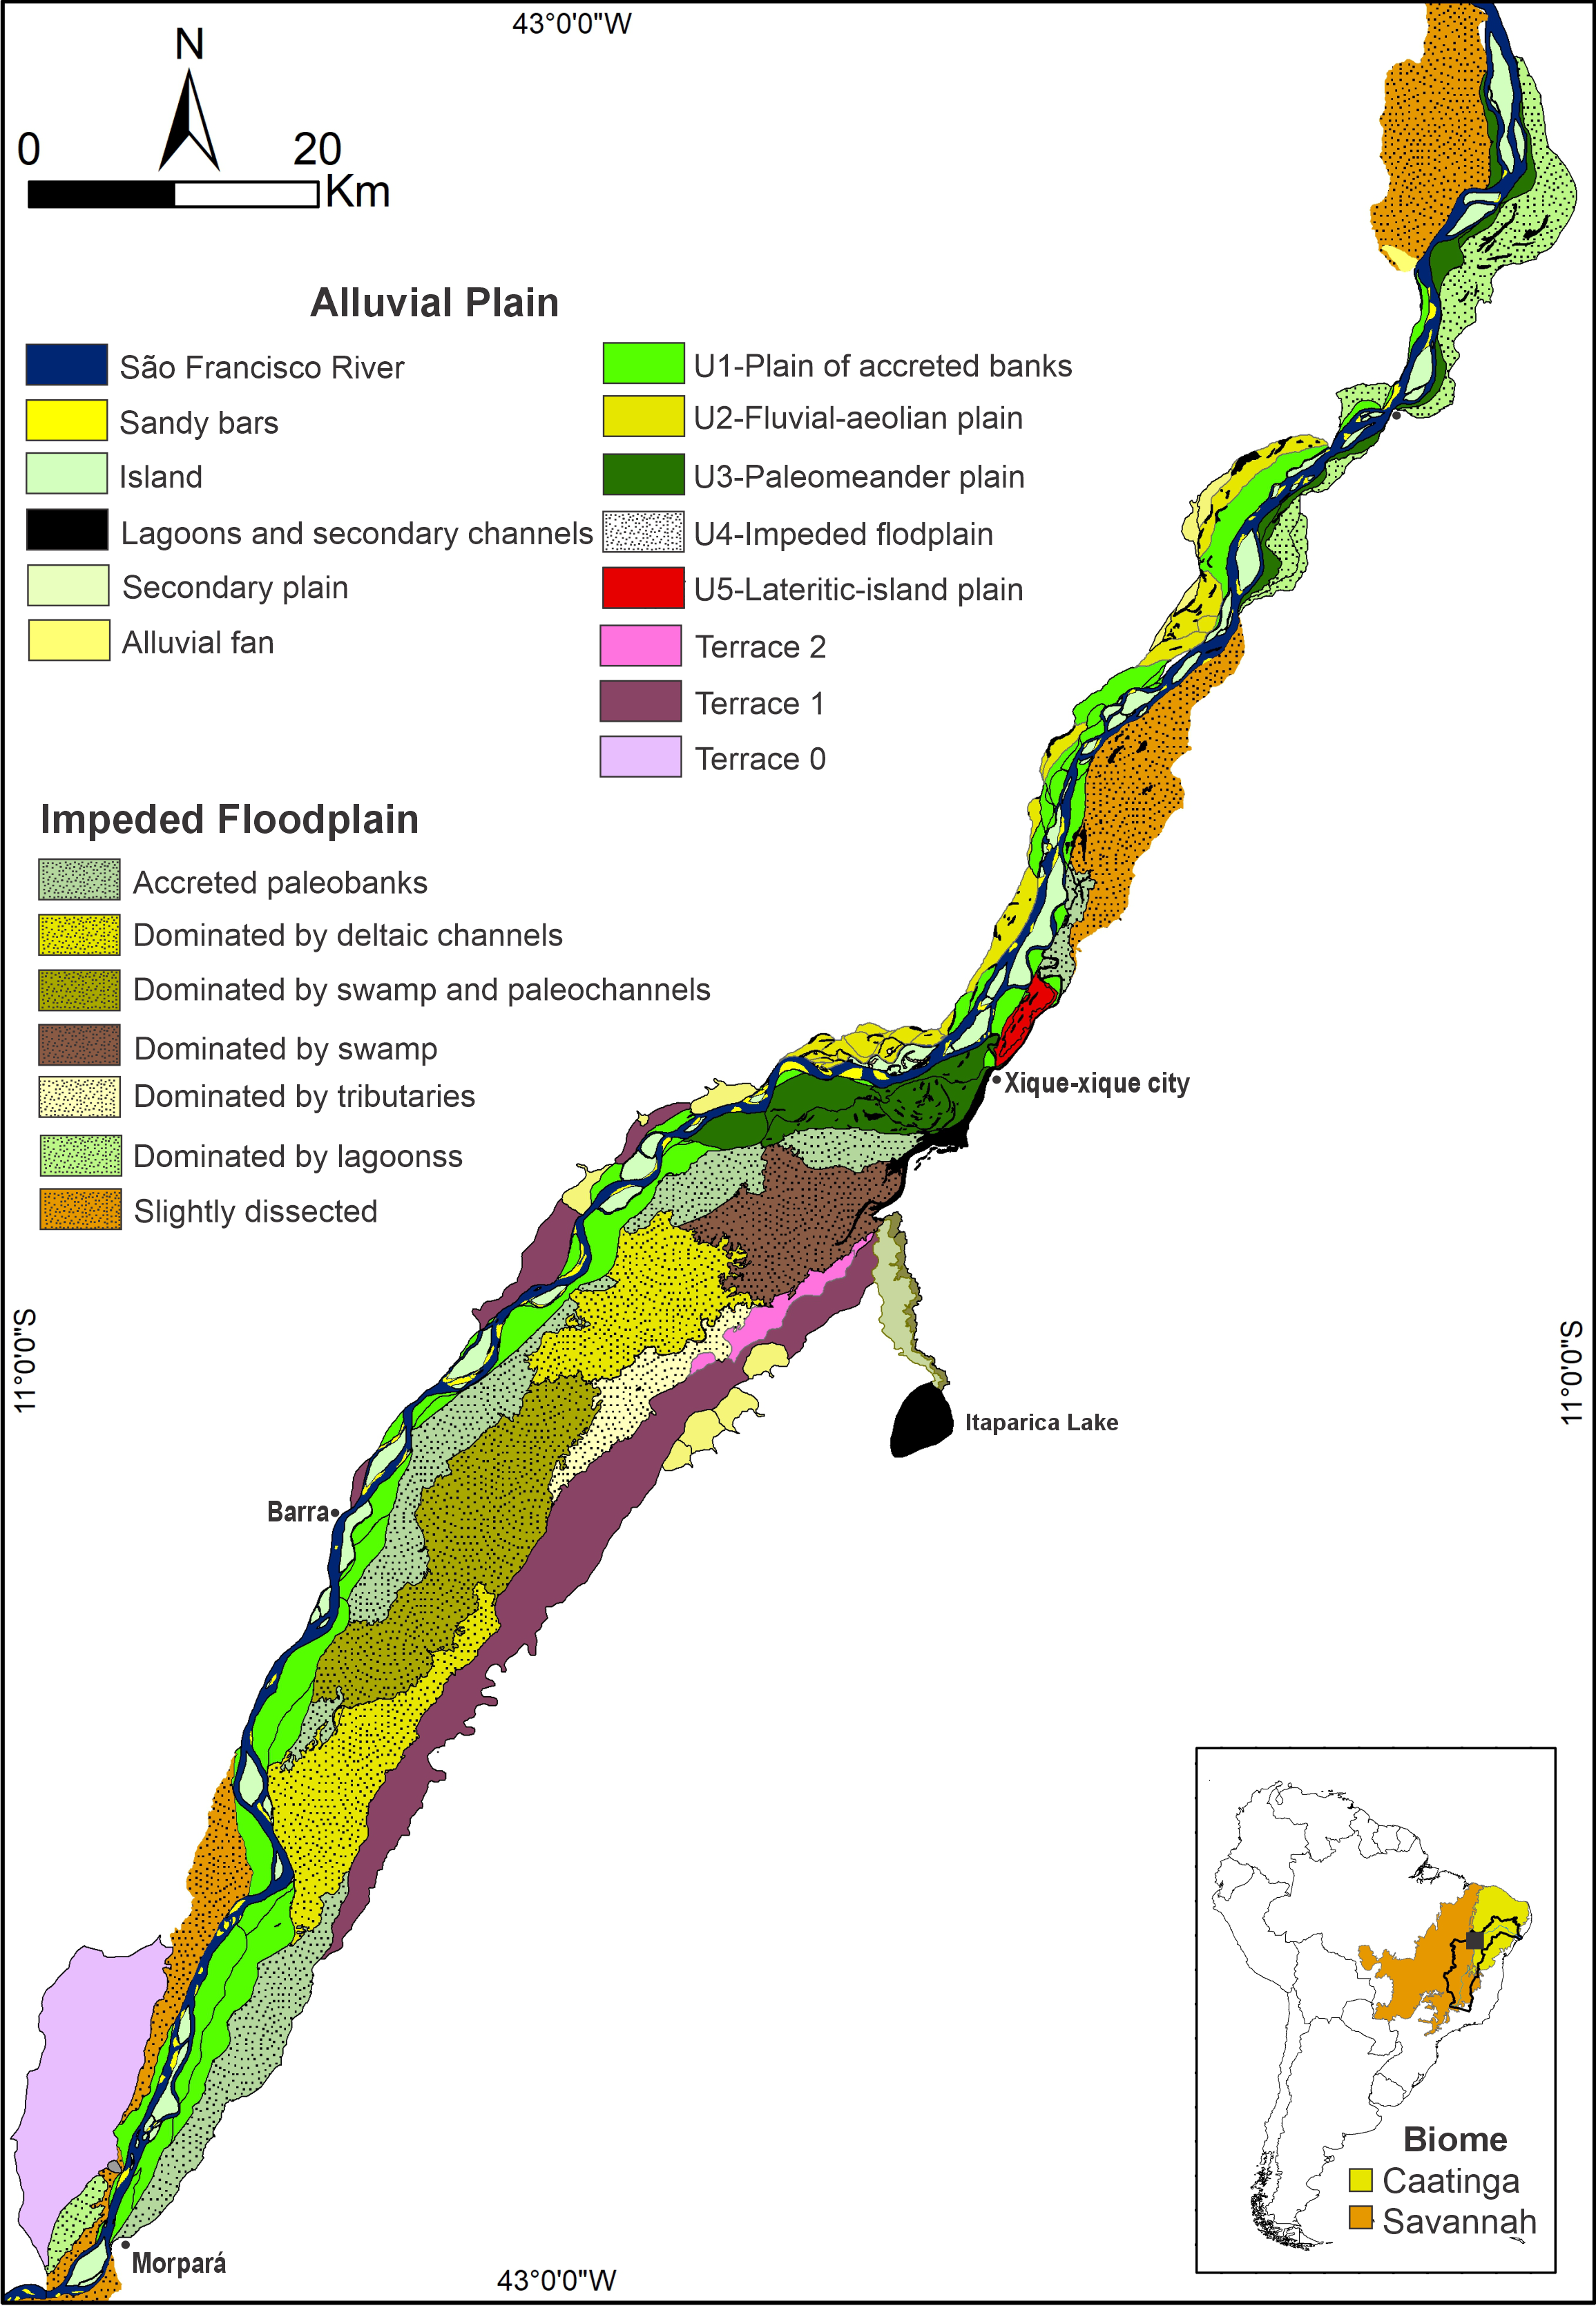 43°0'0"W
N
0 20
Km
Alluvial Plain
São Francisco River
Sandy bars
Island
Lagoons and secondary channels
Secondary plain
Alluvial fan
U1-Plain of accreted banks
U2-Fluvial-aeolian plain
U3-Paleomeander plain
U4-Impeded flodplain
U5-Lateritic-island plain
Terrace 2
Terrace 1
Terrace 0
Impeded Floodplain
Accreted paleobanks
Dominated by deltaic channels
Dominated by swamp and paleochannels
Dominated by swamp
Dominated by tributaries
Dominated by lagoonss
Slightly dissected
Xique-xique city
11°0'0"S
11°0'0"S
Itaparica Lake
Barra
Morpará
43°0'0"W
Biome
Caatinga
Savannah